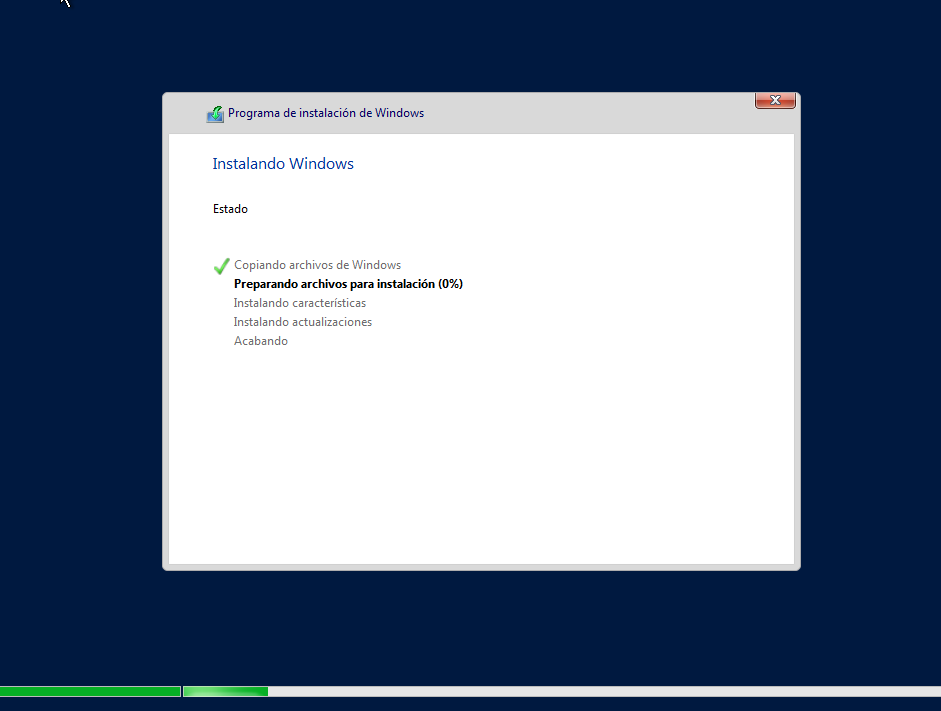 Programa de instalación de Windows
Instalando Windows
Estado
Copiando archivos de Windows
Preparando archivos para instalación (0%)
Instalando características
Instalando actualizaciones
Acabando